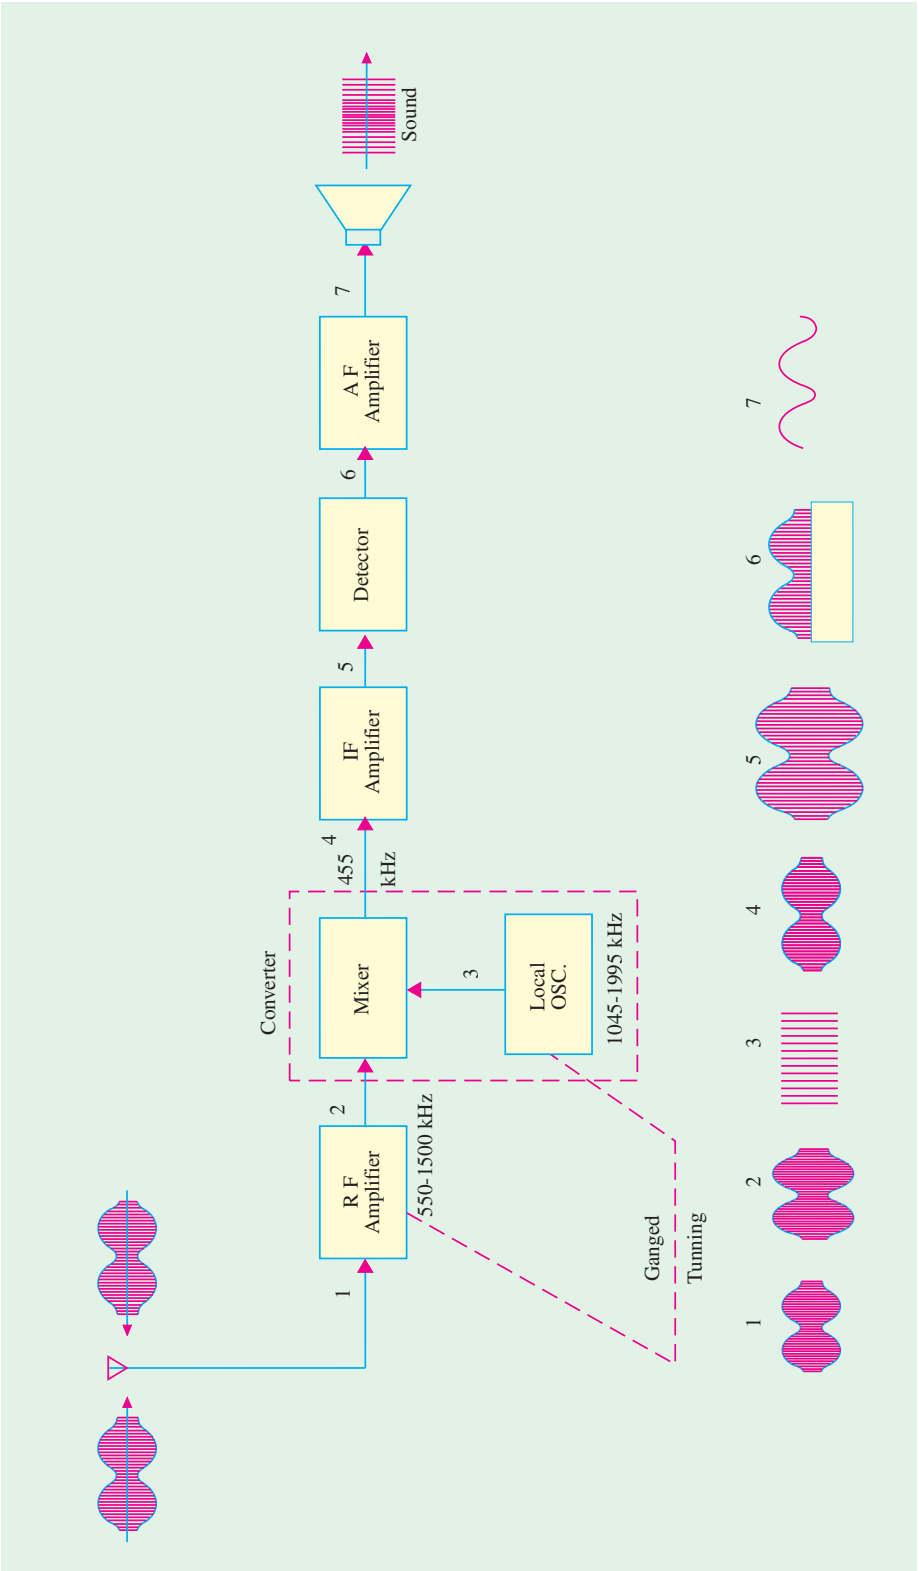 Sound
1
R F
Amplifier
550-1500 kHz
2
Converter
Mixer
3
Local
OSC.
1045-1995 kHz
4
455
kHz
IF
Amplifier
5
Detector
6
A F
Amplifier
7
Ganged
Tunning
1
2
3
4
5
6
7